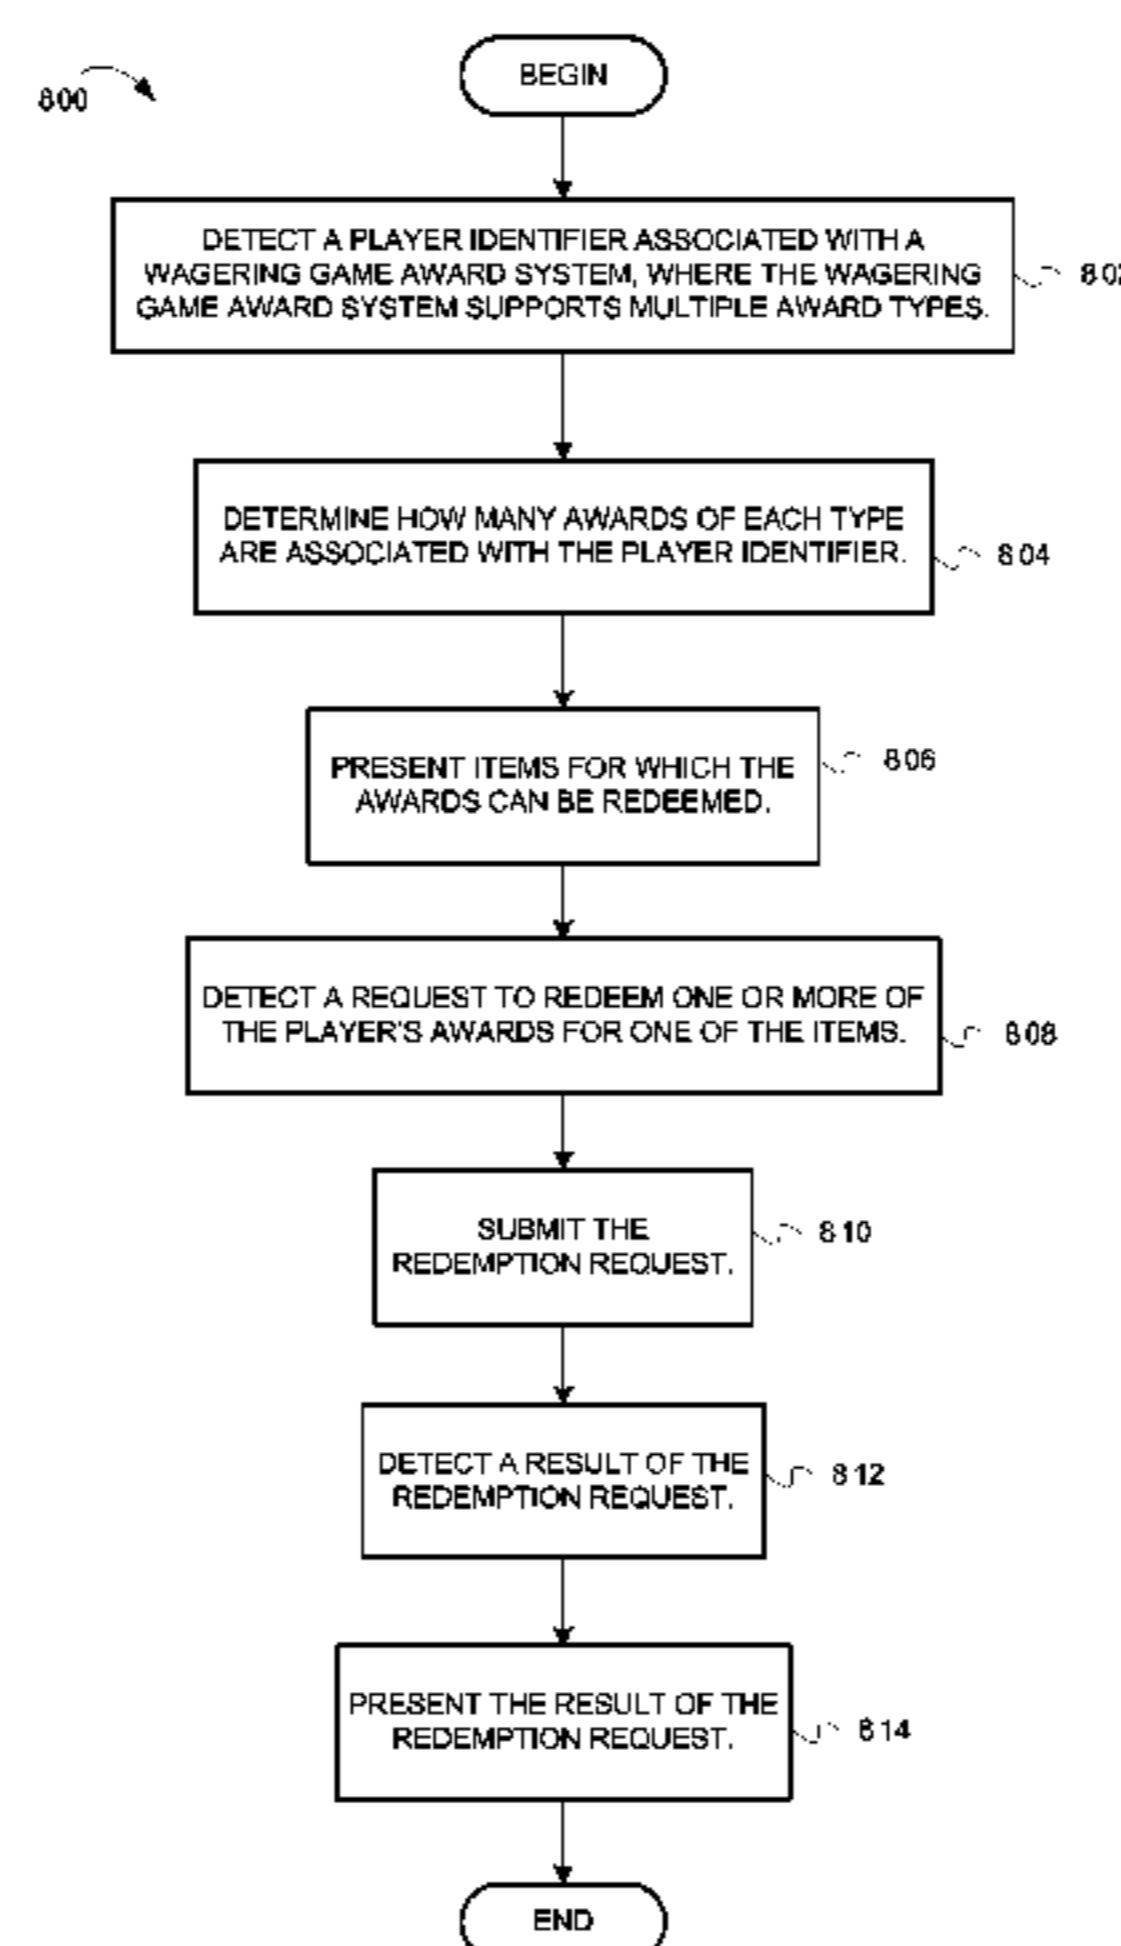 800
BEGIN
DETECT A PLAYER IDENTIFIER ASSOCIATED WITH A
WAGERING GAME AWARD SYSTEM, WHERE THE WAGERING
GAME AWARD SYSTEM SUPPORTS MULTIPLE AWARD TYPES.
802
DETERMINE HOW MANY AWARDS OF EACH TYPE
ARE ASSOCIATED WITH THE PLAYER IDENTIFIER.
804
PRESENT ITEMS FOR WHICH THE
AWARDS CAN BE REDEEMED.
806
DETECT A REQUEST TO REDEEM ONE OR MORE OF
THE PLAYER'S AWARDS FOR ONE OF THE ITEMS.
808
SUBMIT THE
REDEMPTION REQUEST.
810
DETECT A RESULT OF THE
REDEMPTION REQUEST.
812
PRESENT THE RESULT OF THE
REDEMPTION REQUEST.
814
END